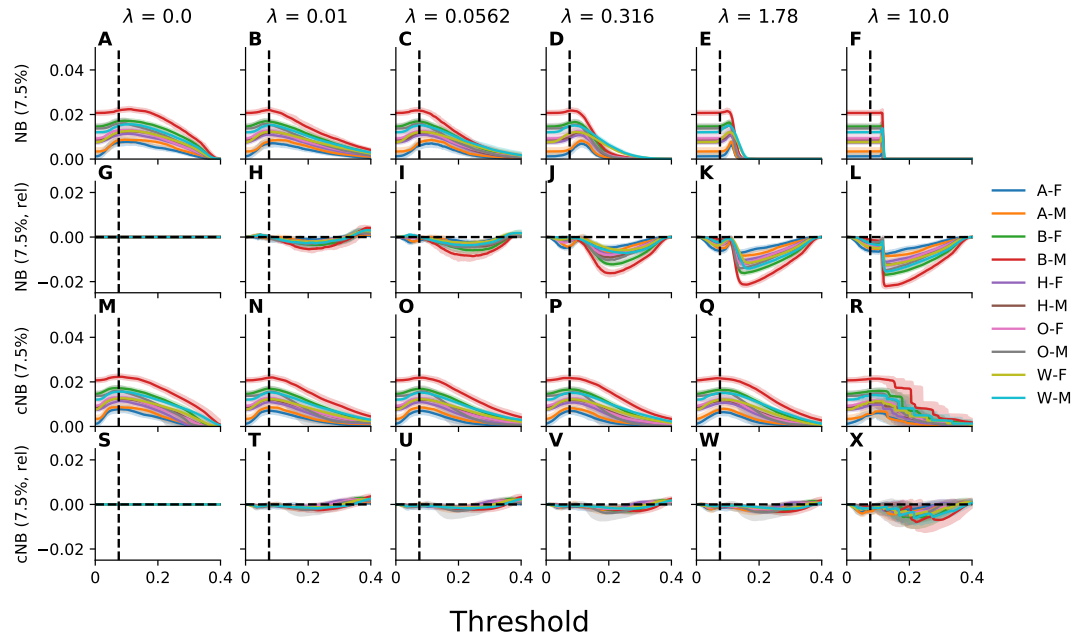 λ = 0.0 λ = 0.01 λ = 0.0562 λ = 0.316 λ = 1.78 λ = 10.0
A B C D E F
NB (7.5%)
0.04
0.02
0.00
G H I J K L
NB (7.5%, rel)
0.02
0.00
−0.02
M N O P Q R
cNB (7.5%)
0.04
0.02
0.00
S T U V W X
cNB (7.5%, rel)
0.02
0.00
−0.02
0 0.2 0.4 0 0.2 0.4 0 0.2 0.4 0 0.2 0.4 0 0.2 0.4 0 0.2 0.4
Threshold
A-F
A-M
B-F
B-M
H-F
H-M
O-F
O-M
W-F
W-M